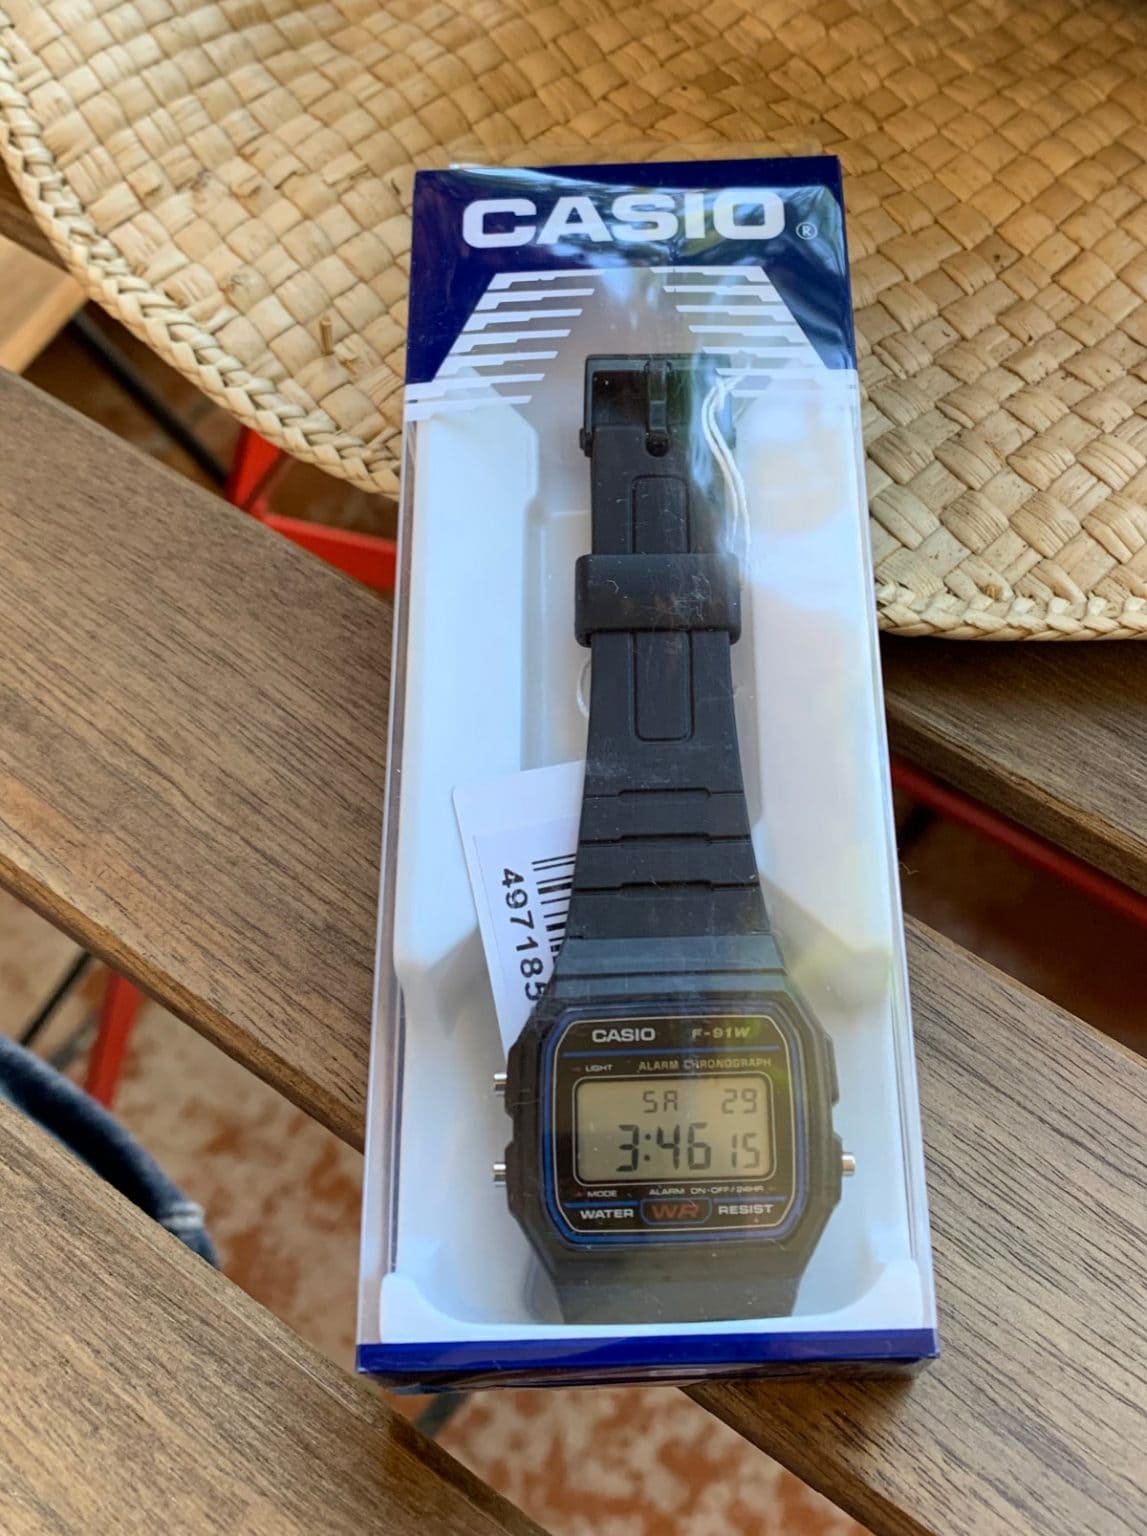 CASIO®
497185
CASIO F-91W
ALARM CHRONOGRAPH
LIGHT
SA 29
3:46 15
MODE ALARM ON·OFF/24HR
WATER WR RESIST